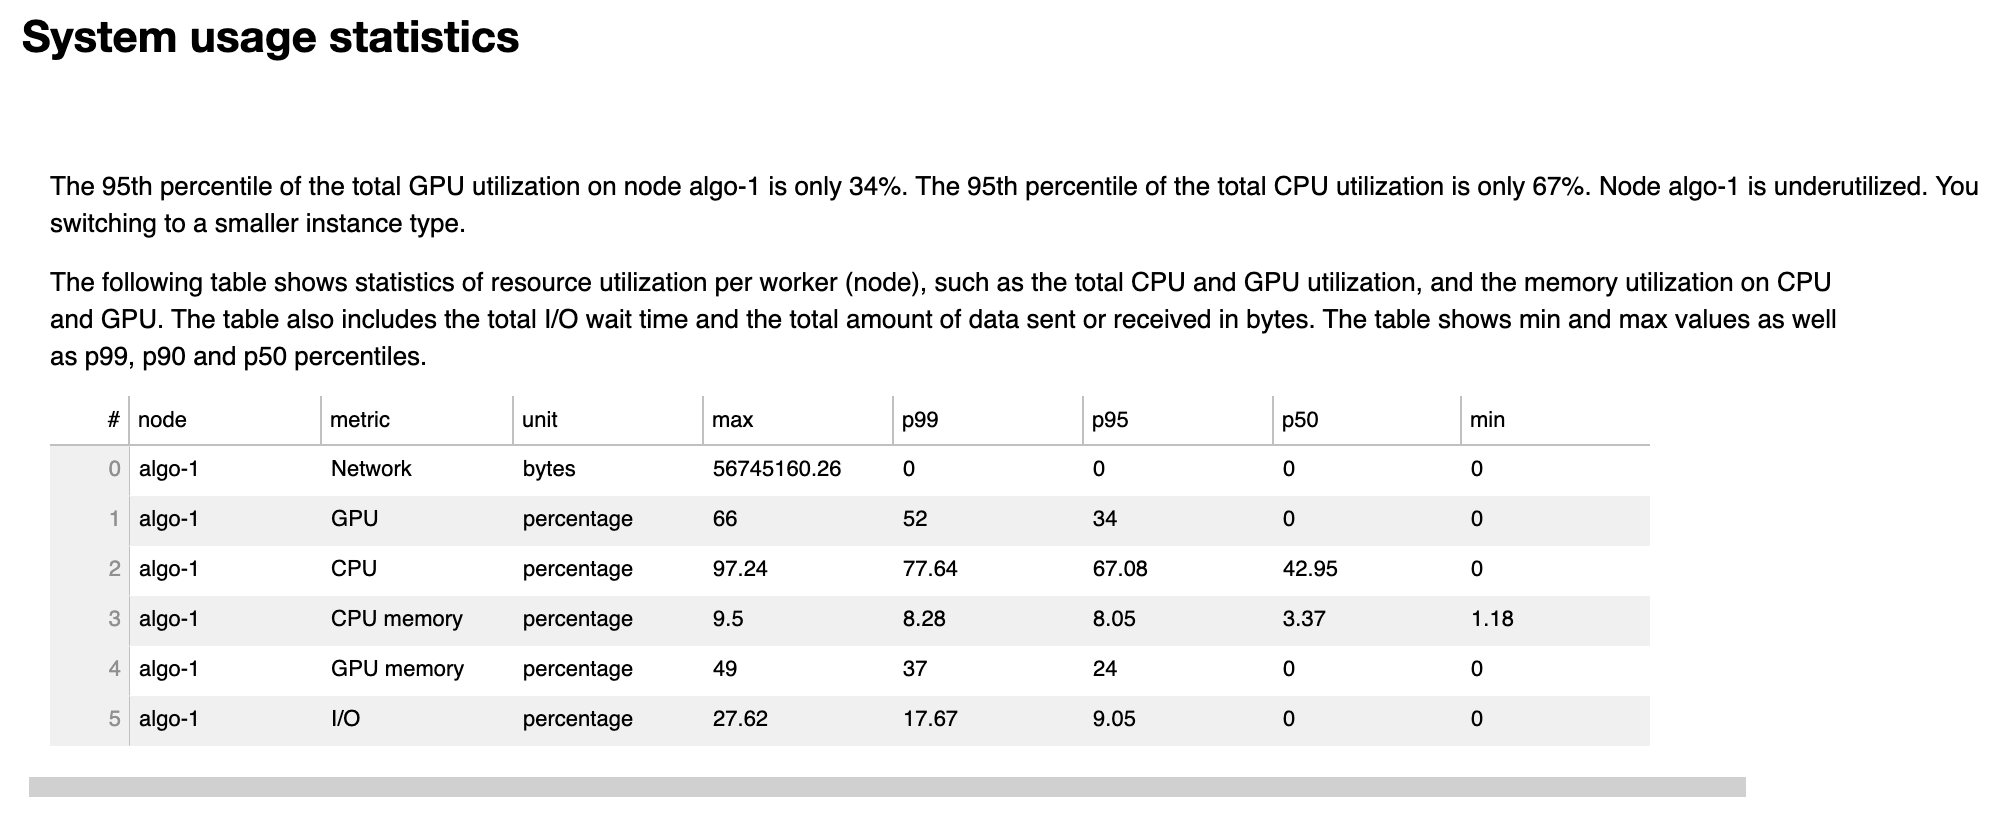 System usage statistics
The 95th percentile of the total GPU utilization on node algo-1 is only 34%. The 95th percentile of the total CPU utilization is only 67%. Node algo-1 is underutilized. You
switching to a smaller instance type.
The following table shows statistics of resource utilization per worker (node), such as the total CPU and GPU utilization, and the memory utilization on CPU
and GPU. The table also includes the total I/O wait time and the total amount of data sent or received in bytes. The table shows min and max values as well
as p99, p90 and p50 percentiles.
# node metric unit max p99 p95 p50 min
0 algo-1 Network bytes 56745160.26 0 0 0 0
1 algo-1 GPU percentage 66 52 34 0 0
2 algo-1 CPU percentage 97.24 77.64 67.08 42.95 0
3 algo-1 CPU memory percentage 9.5 8.28 8.05 3.37 1.18
4 algo-1 GPU memory percentage 49 37 24 0 0
5 algo-1 I/O percentage 27.62 17.67 9.05 0 0